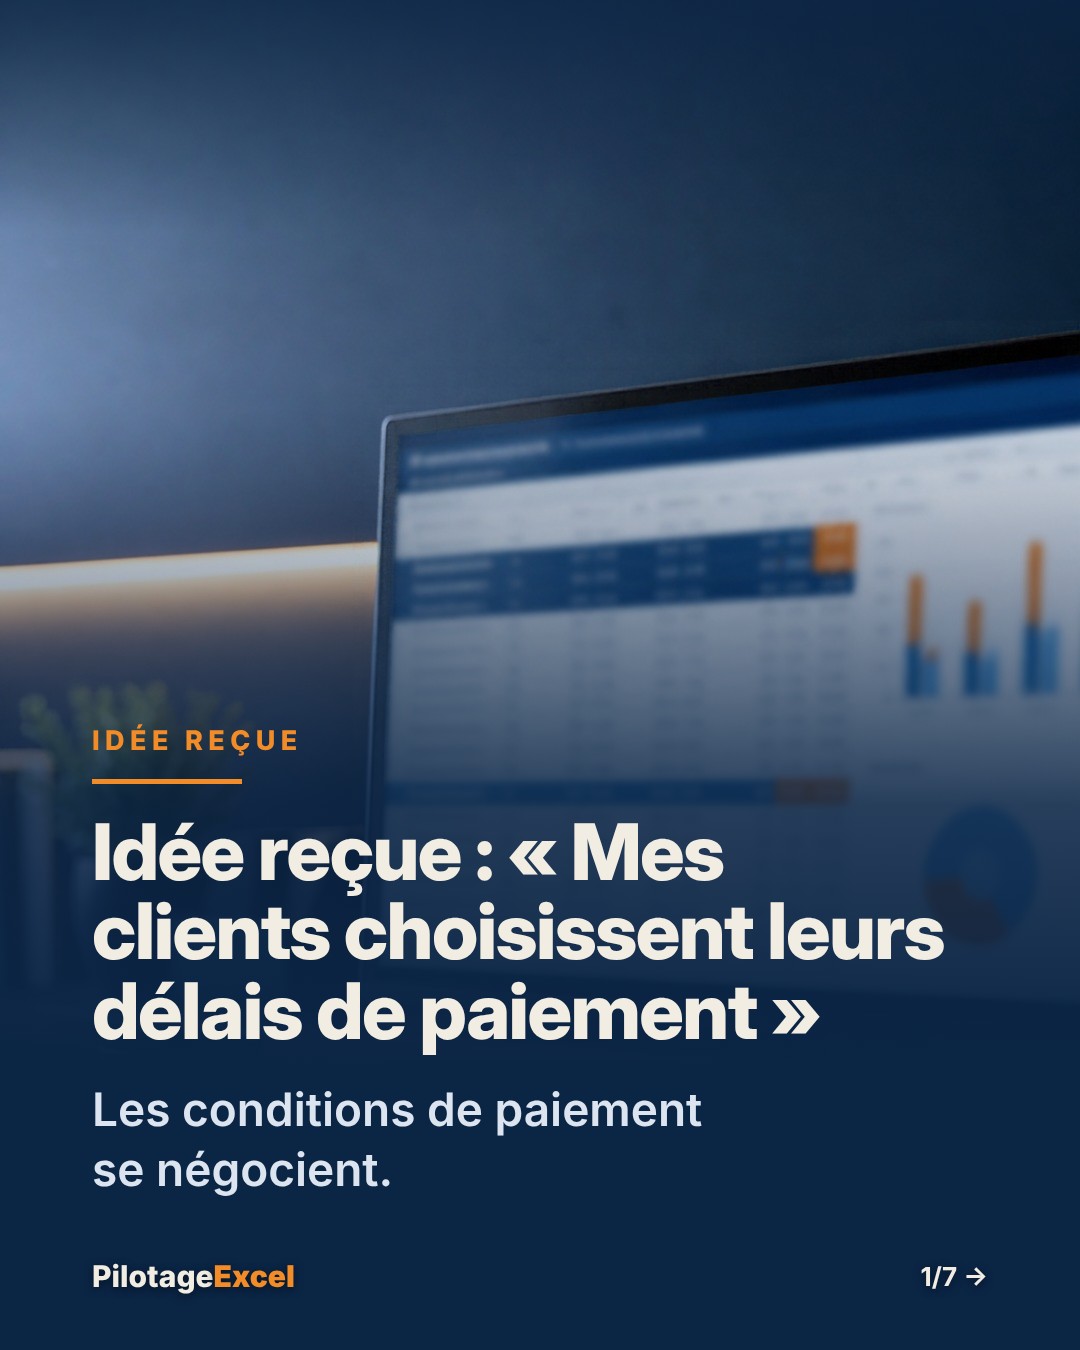 IDÉE REÇUE
Idée reçue : « Mes
clients choisissent leurs
délais de paiement »
Les conditions de paiement
se négocient.
PilotageExcel
1/7 →